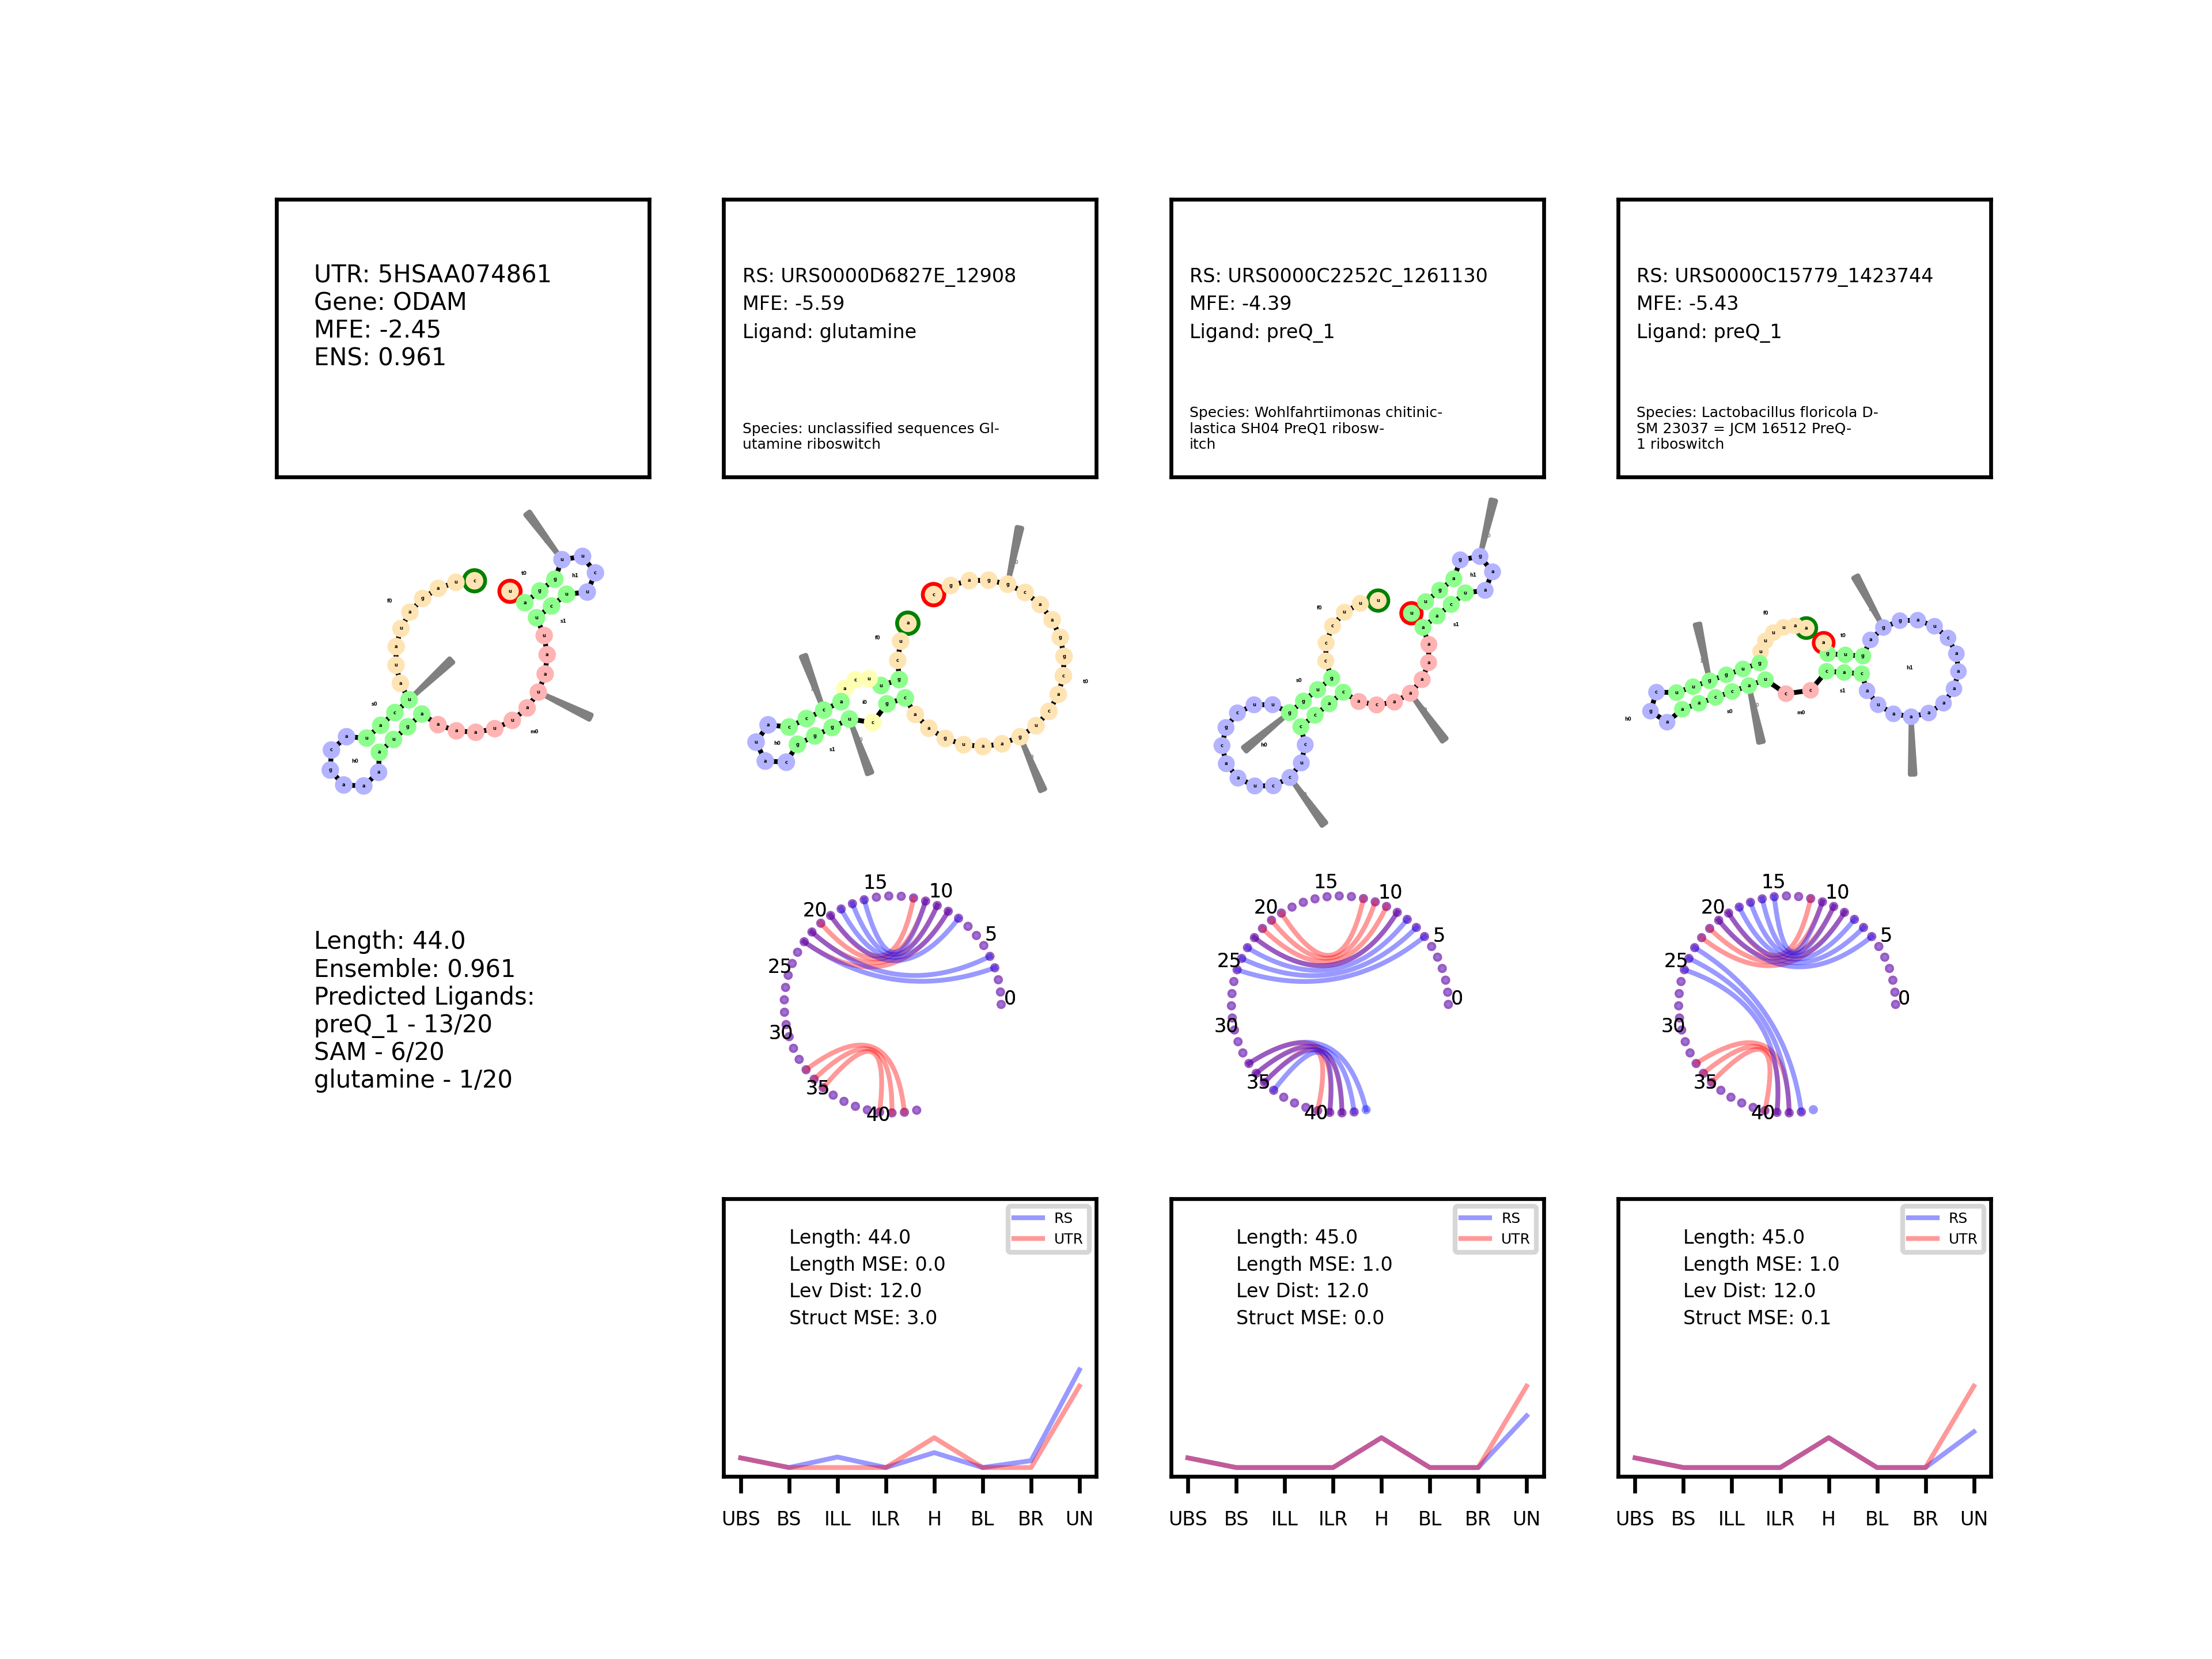 UTR: 5HSAA074861
Gene: ODAM
MFE: -2.45
ENS: 0.961
RS: URS0000D6827E_12908
MFE: -5.59
Ligand: glutamine
Species: unclassified sequences Gl-
utamine riboswitch
RS: URS0000C2252C_1261130
MFE: -4.39
Ligand: preQ_1
Species: Wohlfahrtiimonas chitinic-
lastica SH04 PreQ1 ribosw-
itch
RS: URS0000C15779_1423744
MFE: -5.43
Ligand: preQ_1
Species: Lactobacillus floricola D-
SM 23037 = JCM 16512 PreQ-
1 riboswitch
Length: 44.0
Ensemble: 0.961
Predicted Ligands:
preQ_1 - 13/20
SAM - 6/20
glutamine - 1/20
0
5
10
15
20
25
30
35
40
0
5
10
15
20
25
30
35
40
0
5
10
15
20
25
30
35
40
RS
UTR
Length: 44.0
Length MSE: 0.0
Lev Dist: 12.0
Struct MSE: 3.0
UBS BS ILL ILR H BL BR UN
RS
UTR
Length: 45.0
Length MSE: 1.0
Lev Dist: 12.0
Struct MSE: 0.0
UBS BS ILL ILR H BL BR UN
RS
UTR
Length: 45.0
Length MSE: 1.0
Lev Dist: 12.0
Struct MSE: 0.1
UBS BS ILL ILR H BL BR UN